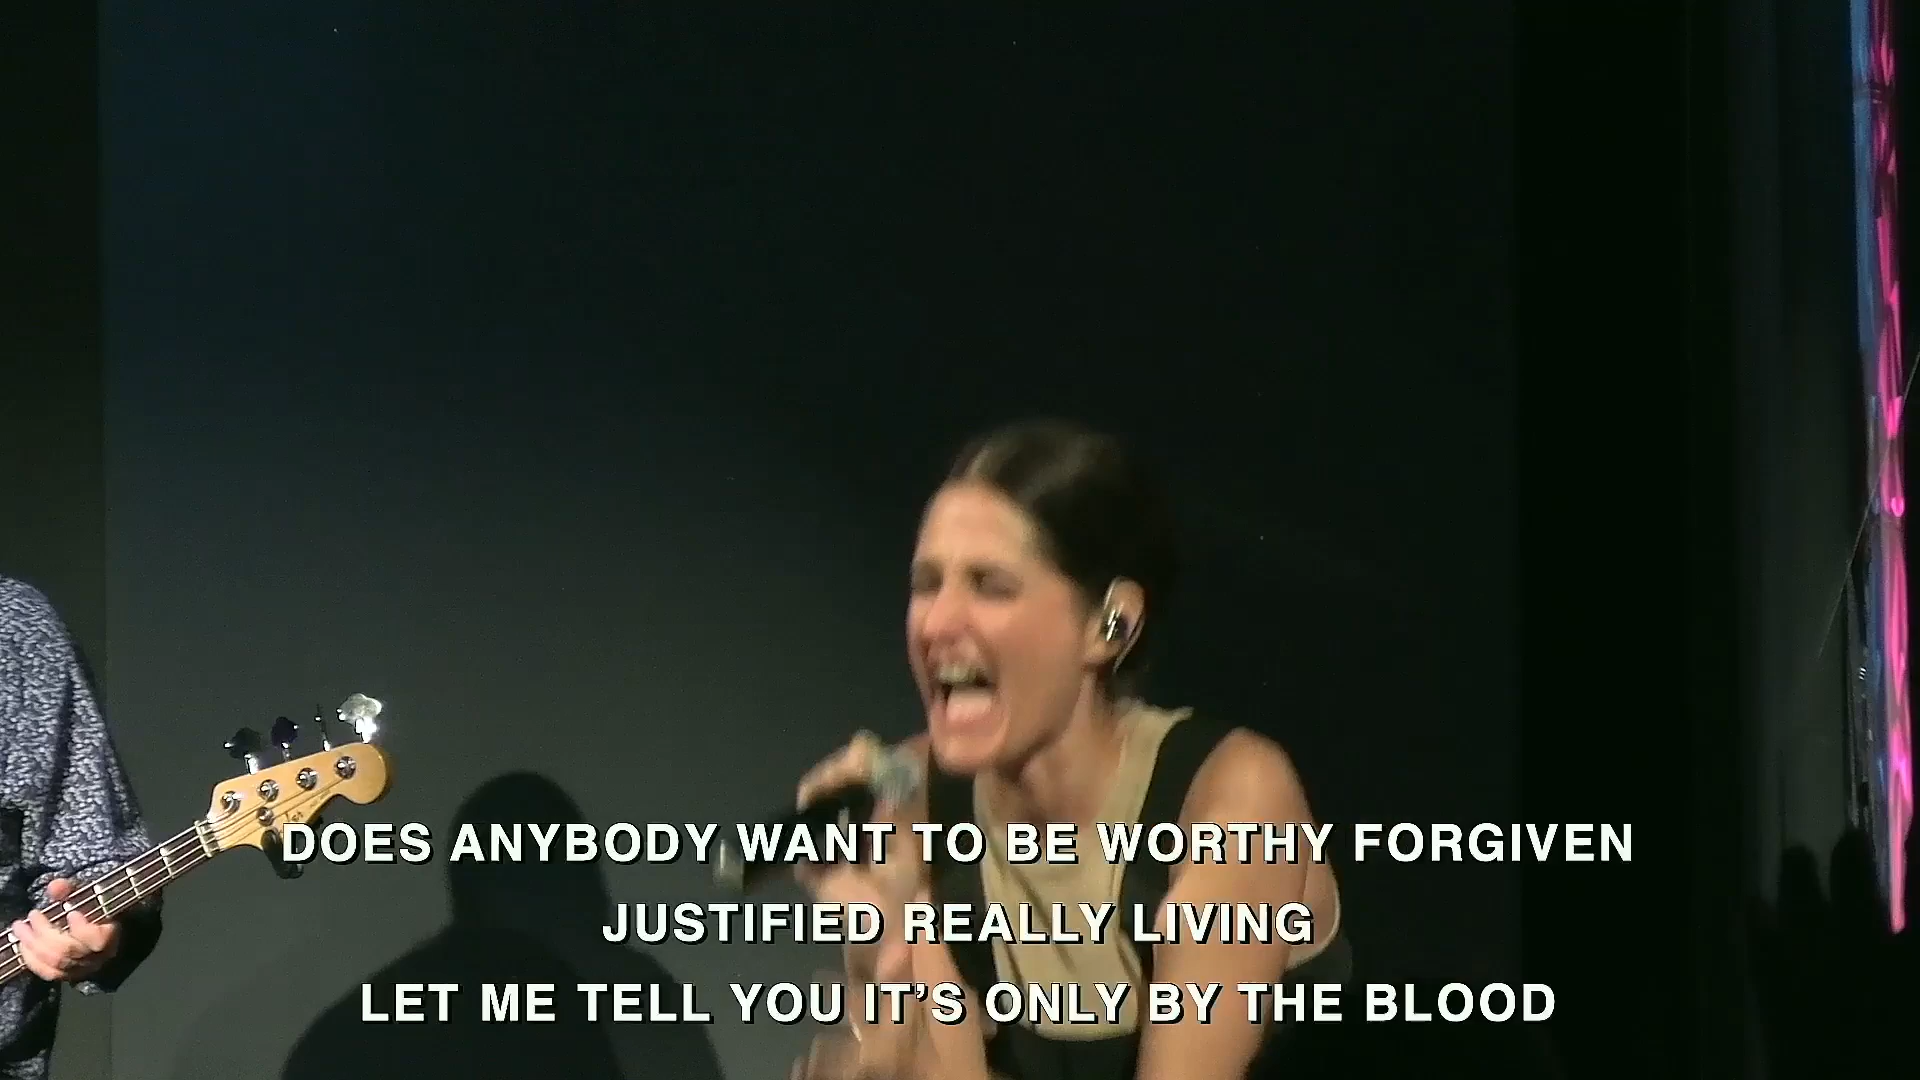 DOES ANYBODY WANT TO BE WORTHY FORGIVEN
JUSTIFIED REALLY LIVING
LET ME TELL YOU IT’S ONLY BY THE BLOOD